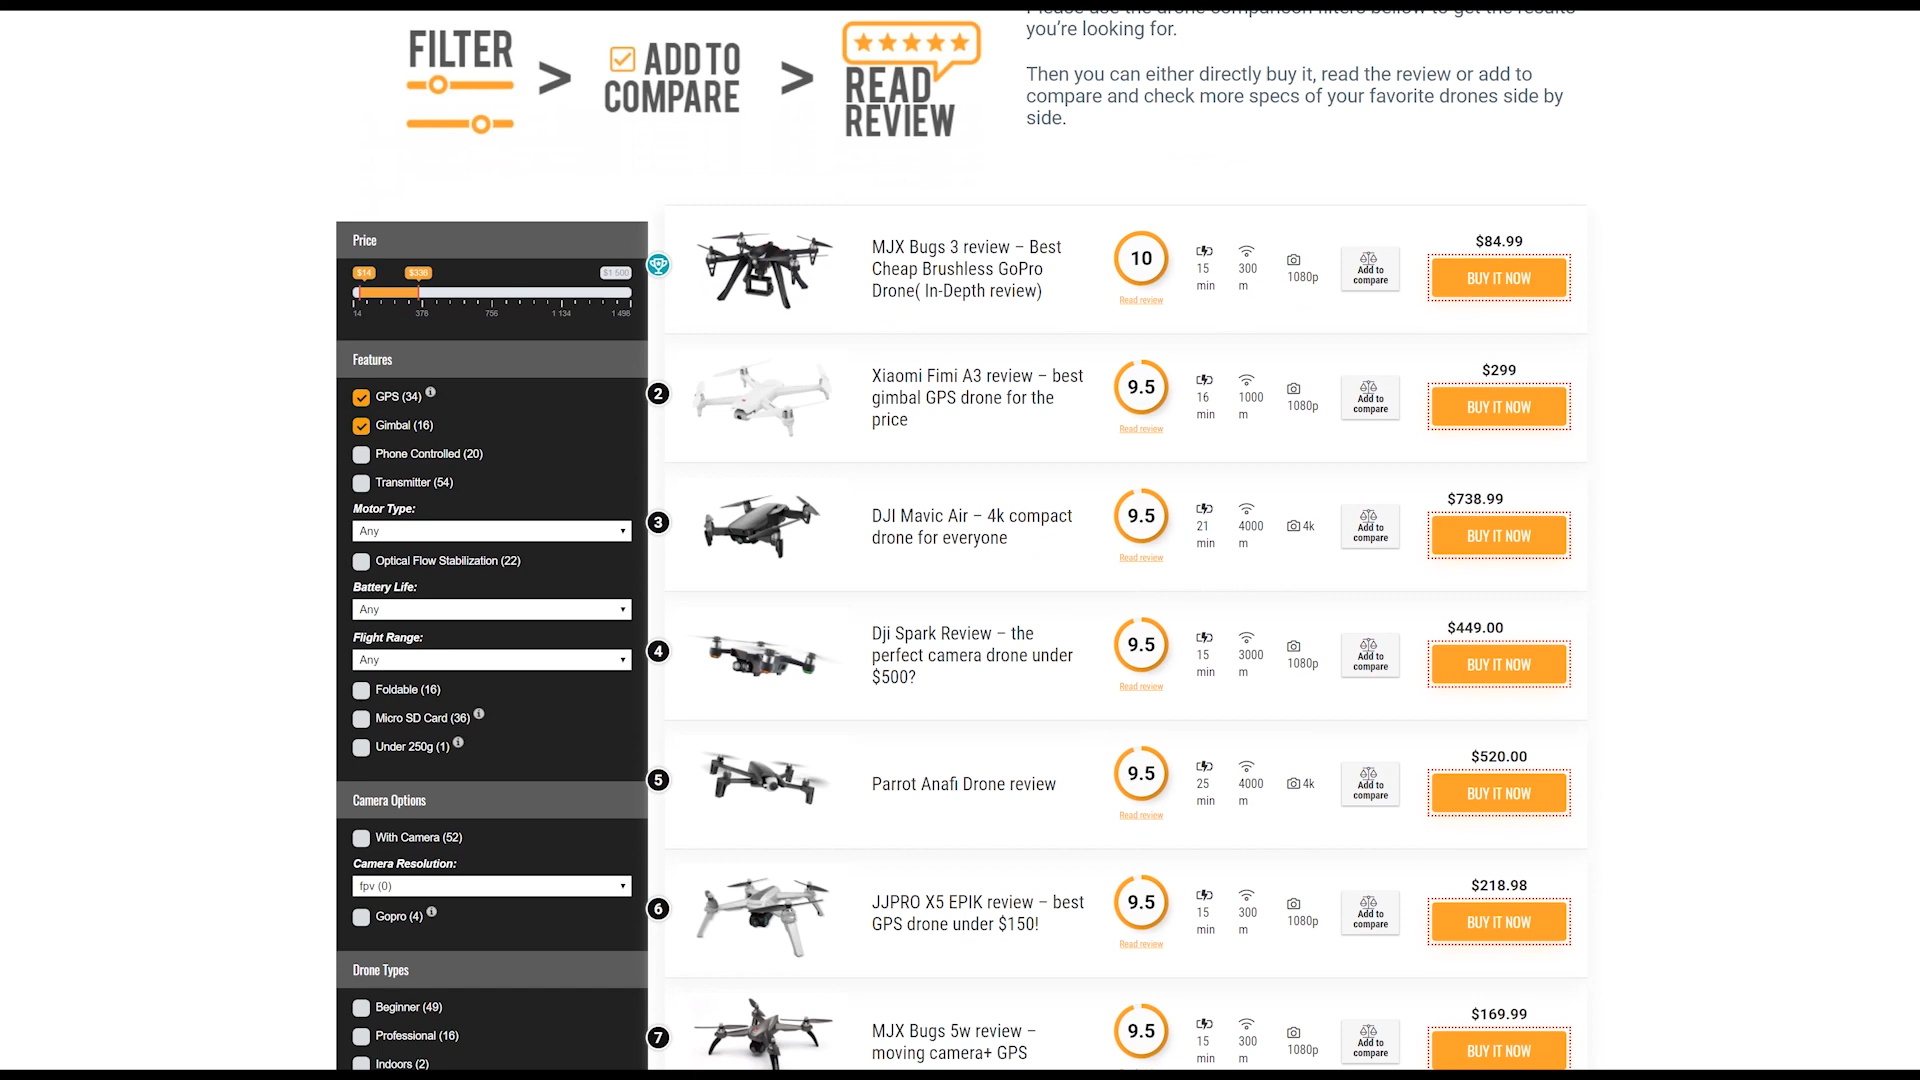 Please use the drone comparison filters bellow to get the results
you're looking for.
Then you can either directly buy it, read the review or add to
compare and check more specs of your favorite drones side by
side.
FILTER
>
ADD TO
COMPARE
>
READ
REVIEW
Price
$14
$336
$1 500
14
378
756
1 134
1 498
Features
GPS (34)
Gimbal (16)
Phone Controlled (20)
Transmitter (54)
Motor Type:
Any
Optical Flow Stabilization (22)
Battery Life:
Any
Flight Range:
Any
Foldable (16)
Micro SD Card (36)
Under 250g (1)
Camera Options
With Camera (52)
Camera Resolution:
fpv (0)
Gopro (4)
Drone Types
Beginner (49)
Professional (16)
Indoors (2)
MJX Bugs 3 review – Best
Cheap Brushless GoPro
Drone( In-Depth review)
10
Read review
15
min
300
m
1080p
Add to
compare
$84.99
BUY IT NOW
2
Xiaomi Fimi A3 review – best
gimbal GPS drone for the
price
9.5
Read review
16
min
1000
m
1080p
Add to
compare
$299
BUY IT NOW
3
DJI Mavic Air – 4k compact
drone for everyone
9.5
Read review
21
min
4000
m
4k
Add to
compare
$738.99
BUY IT NOW
4
Dji Spark Review – the
perfect camera drone under
$500?
9.5
Read review
15
min
3000
m
1080p
Add to
compare
$449.00
BUY IT NOW
5
Parrot Anafi Drone review
9.5
Read review
25
min
4000
m
4k
Add to
compare
$520.00
BUY IT NOW
6
JJPRO X5 EPIK review – best
GPS drone under $150!
9.5
Read review
15
min
300
m
1080p
Add to
compare
$218.98
BUY IT NOW
7
MJX Bugs 5w review –
moving camera+ GPS
9.5
15
min
300
m
1080p
Add to
compare
$169.99
BUY IT NOW